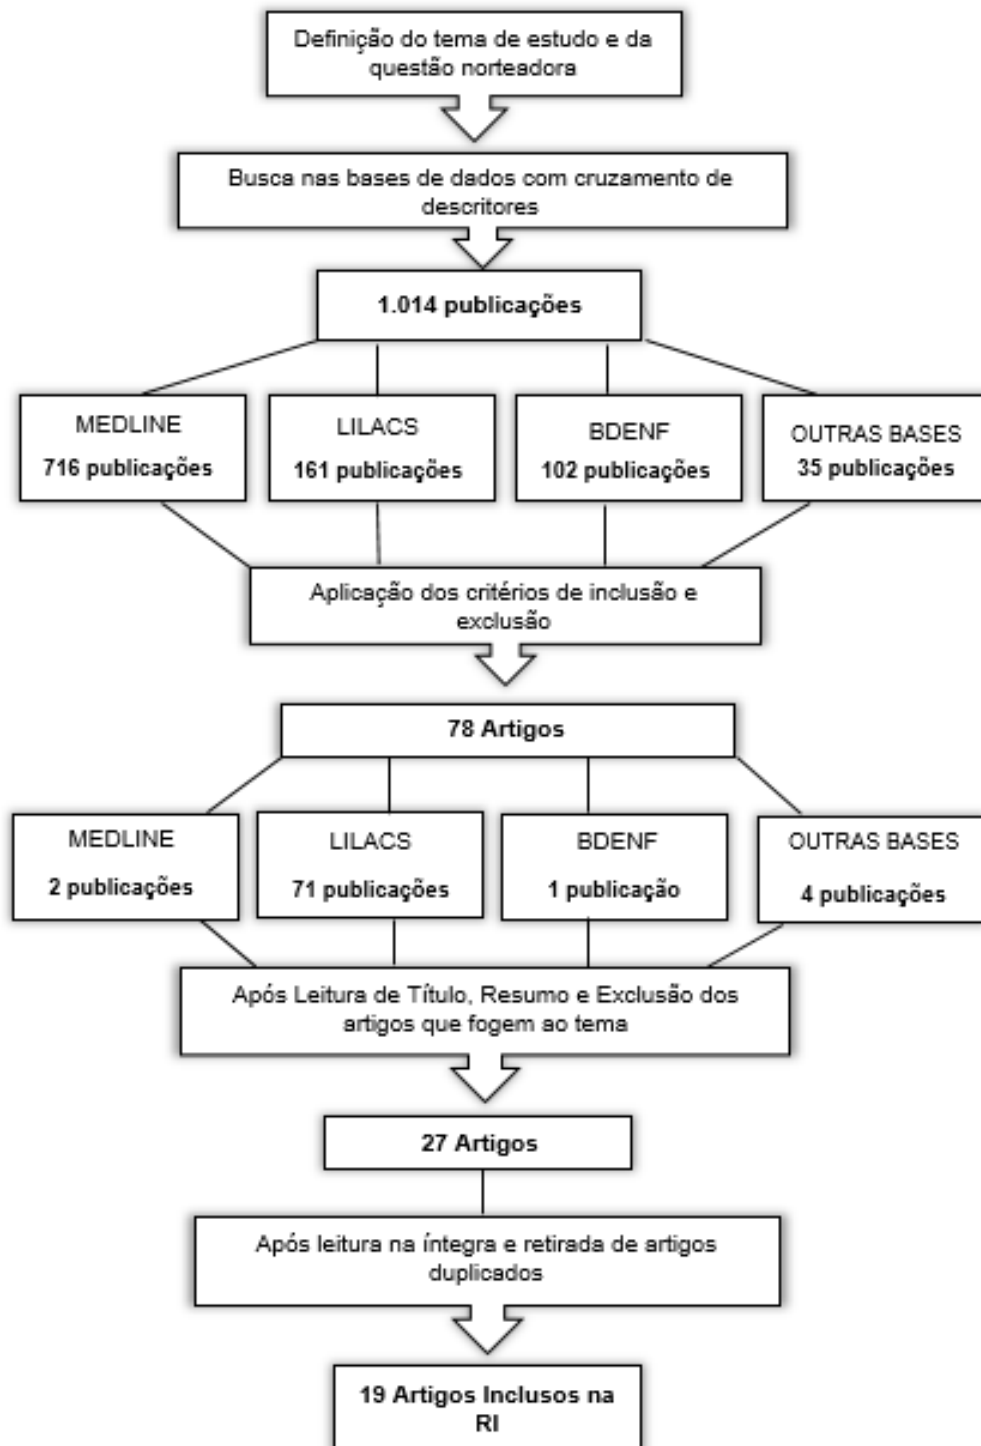 Definição do tema de estudo e da
questão norteadora
Busca nas bases de dados com cruzamento de
descritores
1.014 publicações
MEDLINE
716 publicações
LILACS
161 publicações
BDENF
102 publicações
OUTRAS BASES
35 publicações
Aplicação dos critérios de inclusão e
exclusão
78 Artigos
MEDLINE
2 publicações
LILACS
71 publicações
BDENF
1 publicação
OUTRAS BASES
4 publicações
Após Leitura de Título, Resumo e Exclusão dos
artigos que fogem ao tema
27 Artigos
Após leitura na íntegra e retirada de artigos
duplicados
19 Artigos Inclusos na
RI